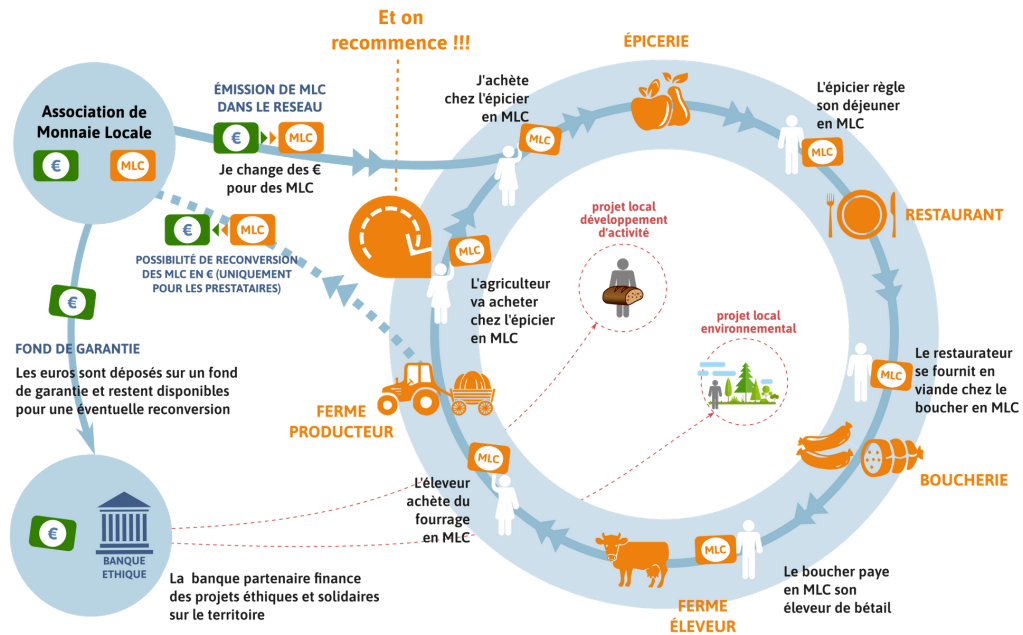 Et on
recommence !!!
ÉPICERIE
Association de
Monnaie Locale
€
MLC
ÉMISSION DE MLC
DANS LE RESEAU
€
MLC
Je change des €
pour des MLC
J'achète
chez l'épicier
en MLC
MLC
L'épicier règle
son déjeuner
en MLC
MLC
RESTAURANT
€
MLC
POSSIBILITÉ DE RECONVERSION
DES MLC EN € (UNIQUEMENT
POUR LES PRESTATAIRES)
MLC
L'agriculteur
va acheter
chez l'épicier
en MLC
projet local
développement
d'activité
projet local
environnemental
€
FOND DE GARANTIE
Les euros sont déposés sur un fond
de garantie et restent disponibles
pour une éventuelle reconversion
FERME
PRODUCTEUR
MLC
Le restaurateur
se fournit en
viande chez le
boucher en MLC
BOUCHERIE
MLC
L'éleveur
achète du
fourrage
en MLC
€
BANQUE
ETHIQUE
La banque partenaire finance
des projets éthiques et solidaires
sur le territoire
MLC
FERME
ÉLEVEUR
Le boucher paye
en MLC son
éleveur de bétail